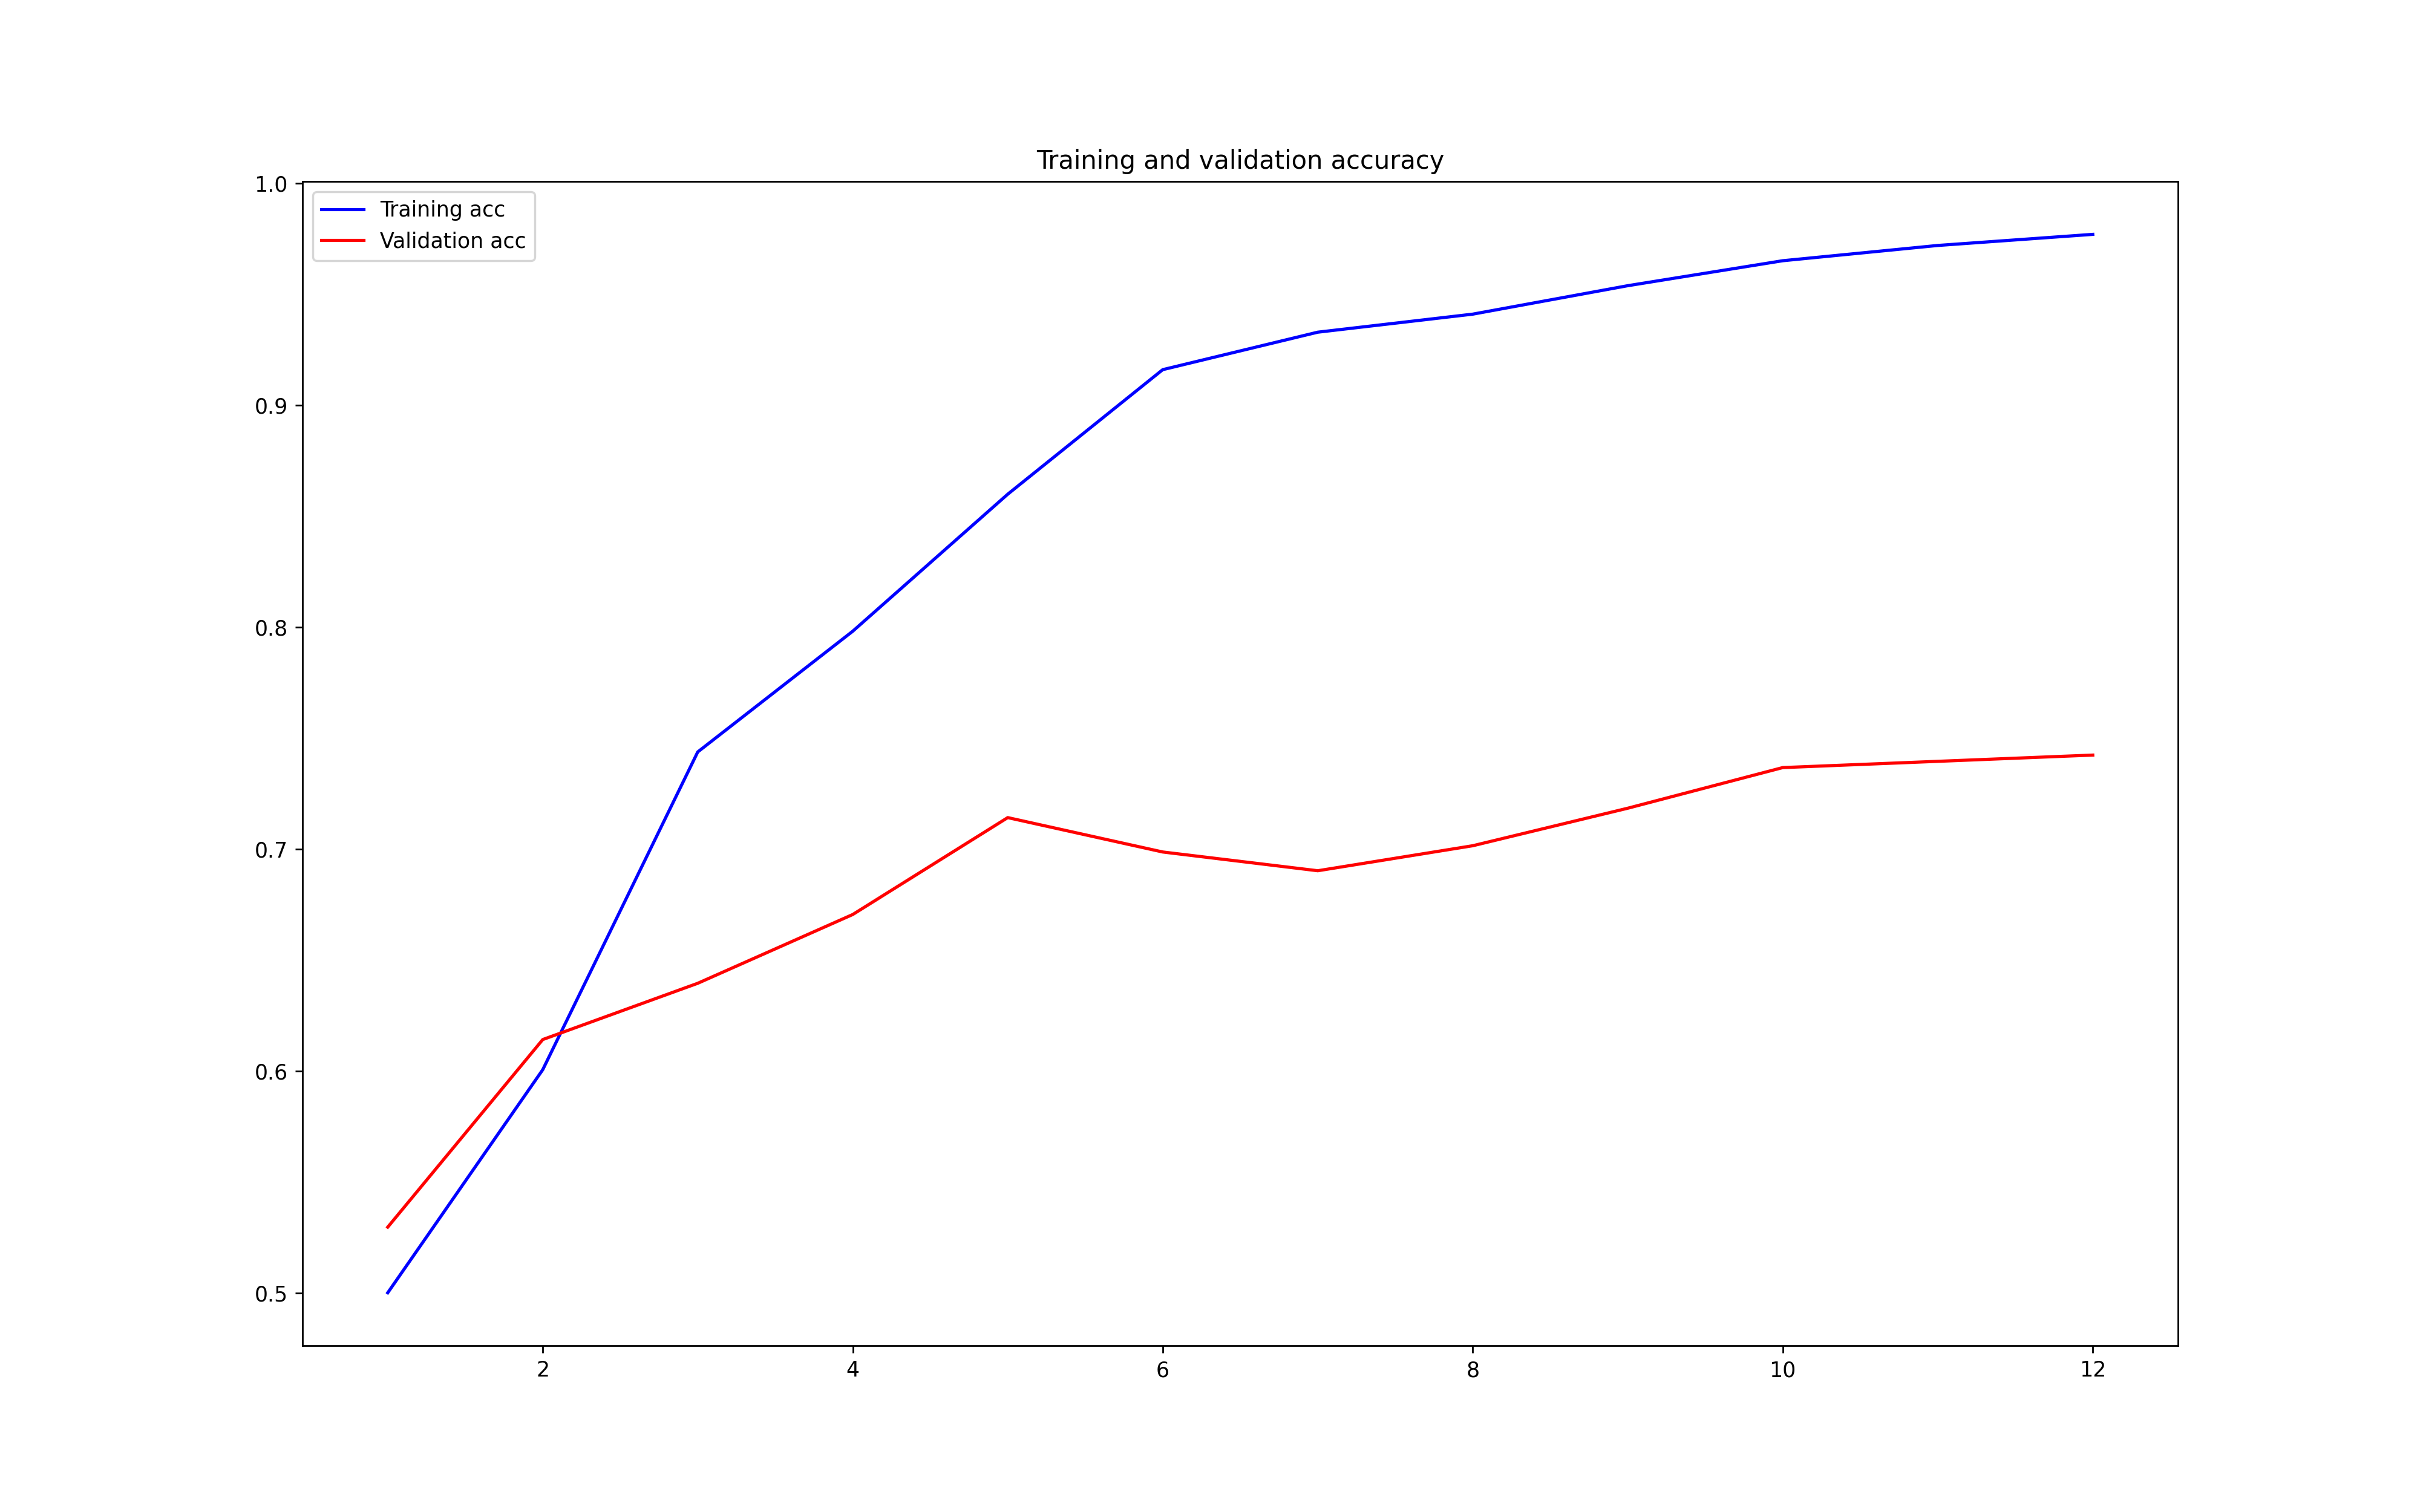 Training and validation accuracy
1.0
Training acc
Validation acc
0.9
0.8
0.7
0.6
0.5
2 4 6 8 10 12